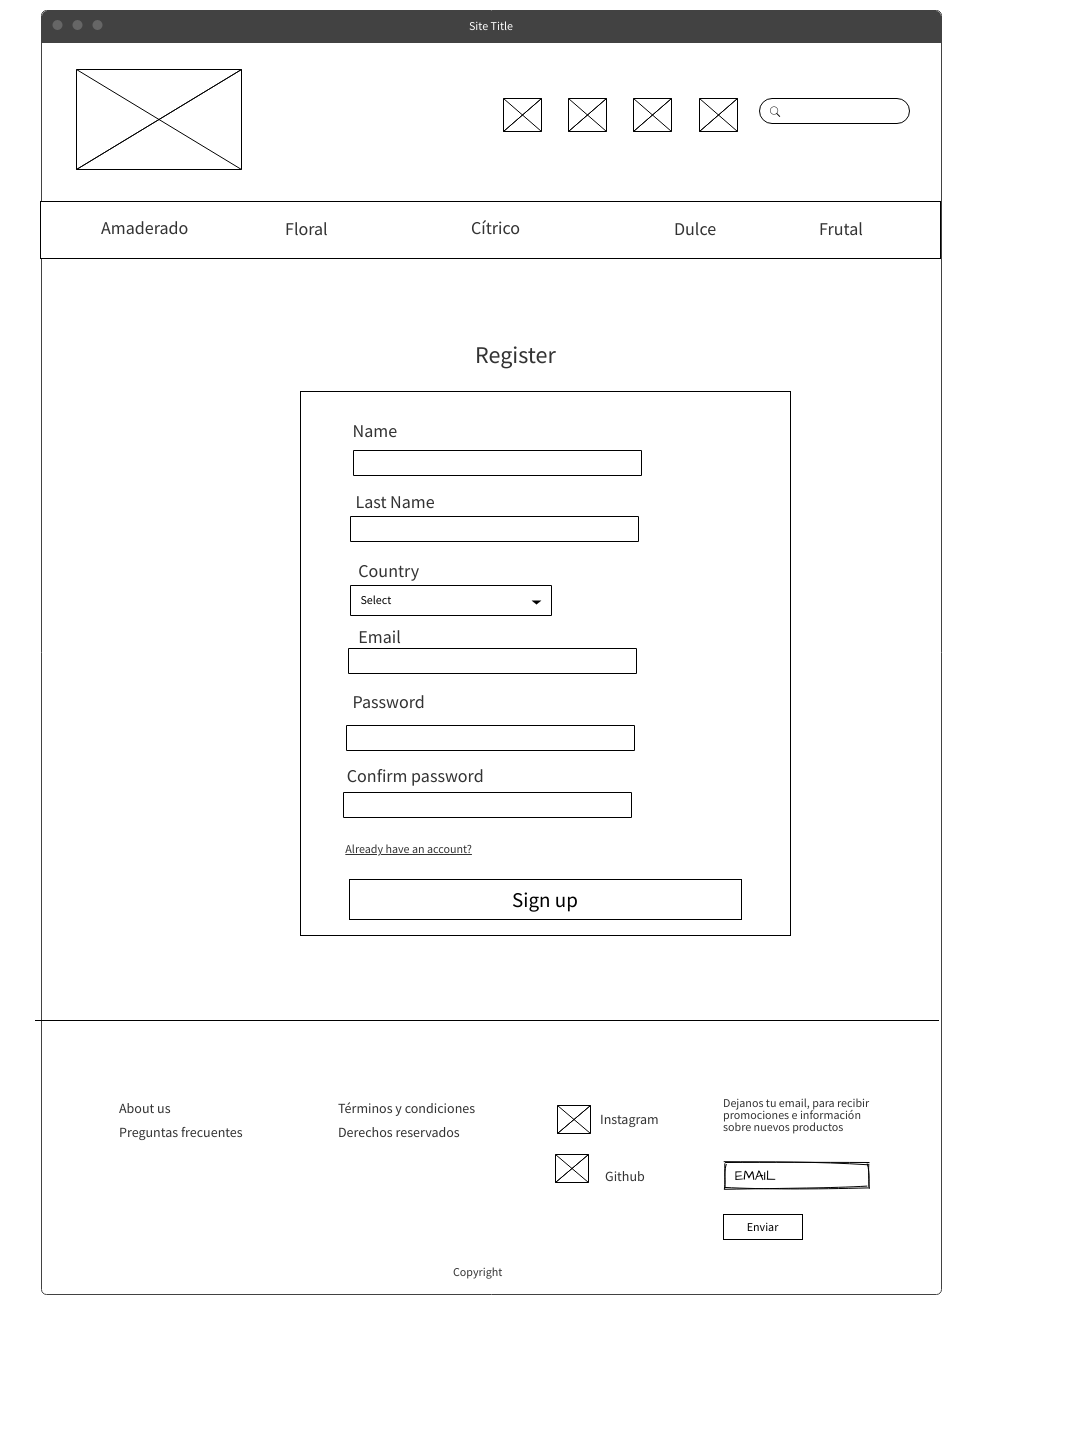 Site Title
Amaderado
Floral
Cítrico
Dulce
Frutal
Register
Name
Last Name
Country
Select
Email
Password
Confirm password
Already have an account?
Sign up
About us
Preguntas frecuentes
Términos y condiciones
Derechos reservados
Instagram
Github
Dejanos tu email, para recibir
promociones e información
sobre nuevos productos
EMAIL
Enviar
Copyright